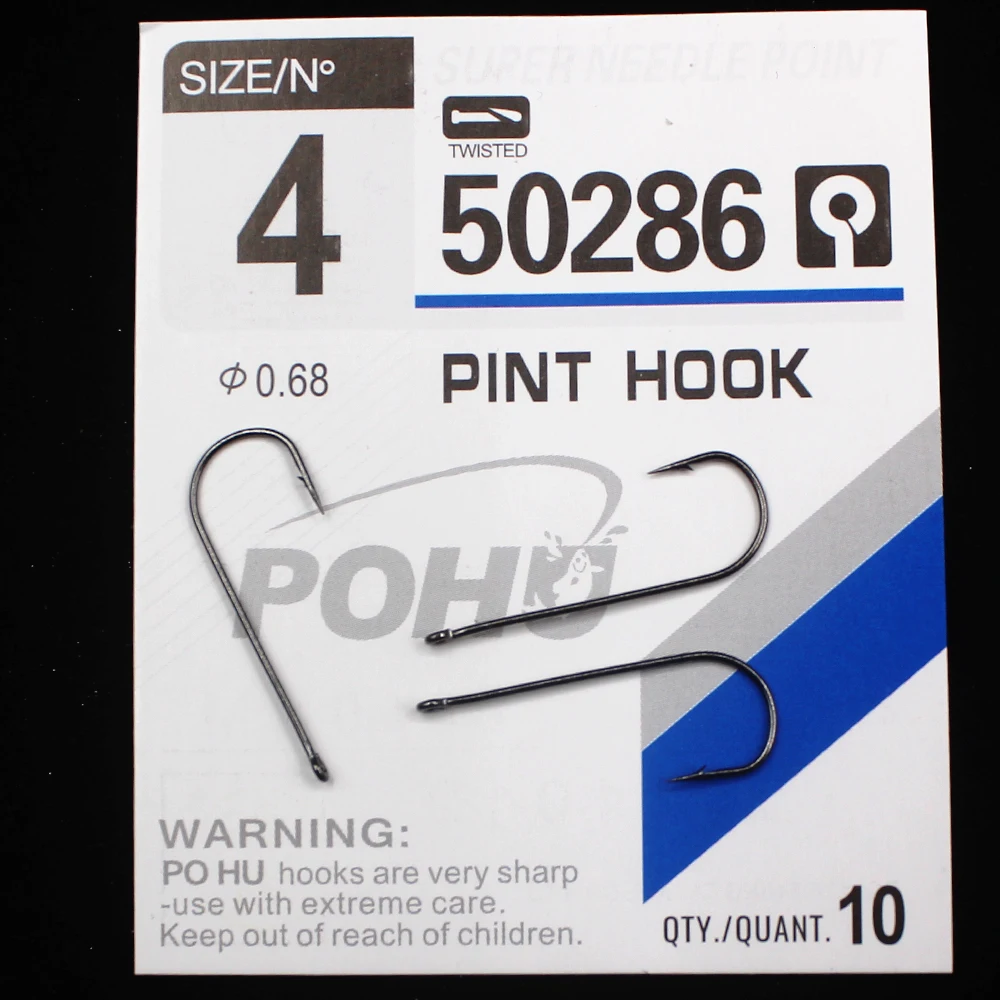 SUPER NEEDLE POINT
SIZE/Nº
4
TWISTED
50286
Φ0.68
PINT HOOK
POHU
WARNING:
PO HU hooks are very sharp
-use with extreme care.
Keep out of reach of children.
QTY./QUANT. 10